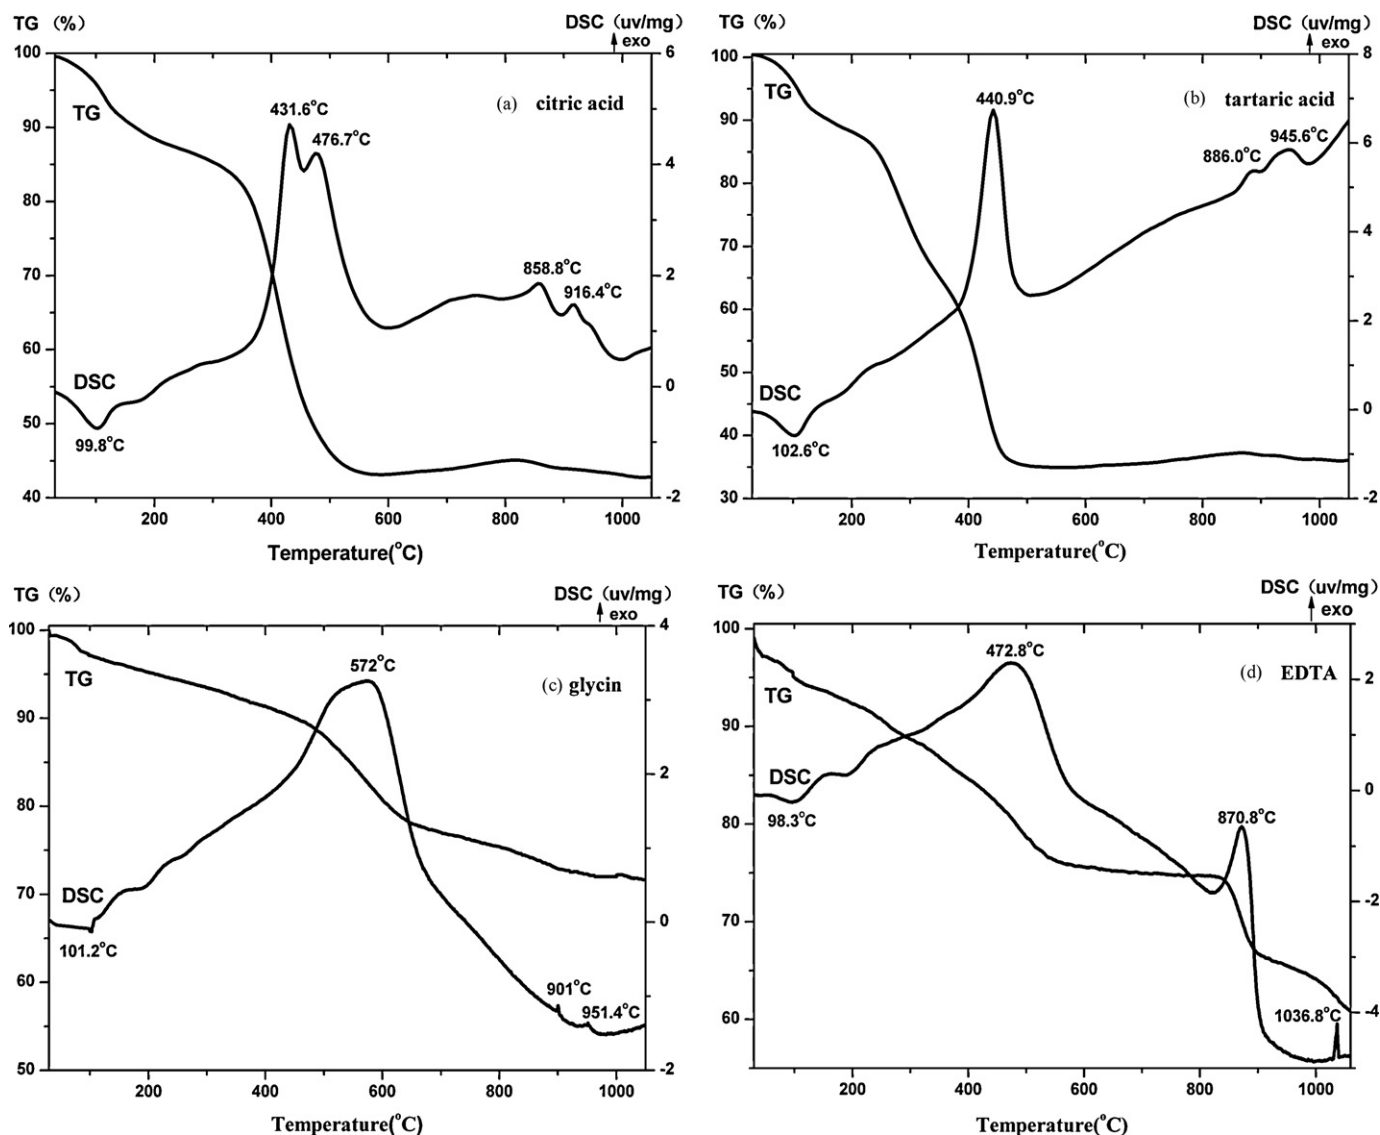 TG (%)
DSC (uv/mg)
exo
(a) citric acid
100
90
80
70
60
50
40
6
4
2
0
-2
TG
431.6°C
476.7°C
858.8°C
916.4°C
DSC
99.8°C
200 400 600 800 1000
Temperature(°C)
TG (%)
DSC (uv/mg)
exo
(b) tartaric acid
100
90
80
70
60
50
40
30
8
6
4
2
0
-2
TG
440.9°C
886.0°C
945.6°C
DSC
102.6°C
200 400 600 800 1000
Temperature(°C)
TG (%)
DSC (uv/mg)
exo
(c) glycin
100
90
80
70
60
50
4
2
0
-2
TG
572°C
DSC
101.2°C
901°C
951.4°C
200 400 600 800 1000
Temperature(°C)
TG (%)
DSC (uv/mg)
exo
(d) EDTA
100
90
80
70
60
2
0
-2
-4
TG
472.8°C
DSC
98.3°C
870.8°C
1036.8°C
200 400 600 800 1000
Temperature(°C)